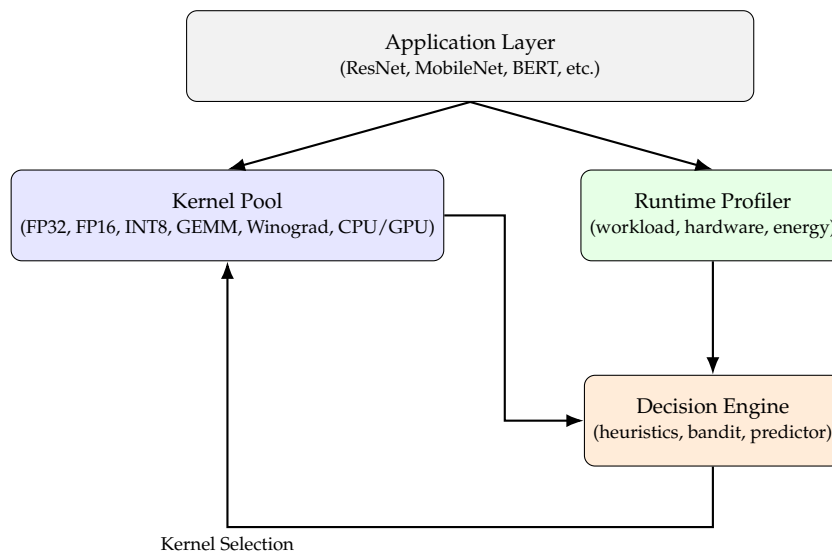 Application Layer
(ResNet, MobileNet, BERT, etc.)
Kernel Pool
(FP32, FP16, INT8, GEMM, Winograd, CPU/GPU)
Runtime Profiler
(workload, hardware, energy)
Decision Engine
(heuristics, bandit, predictor)
Kernel Selection